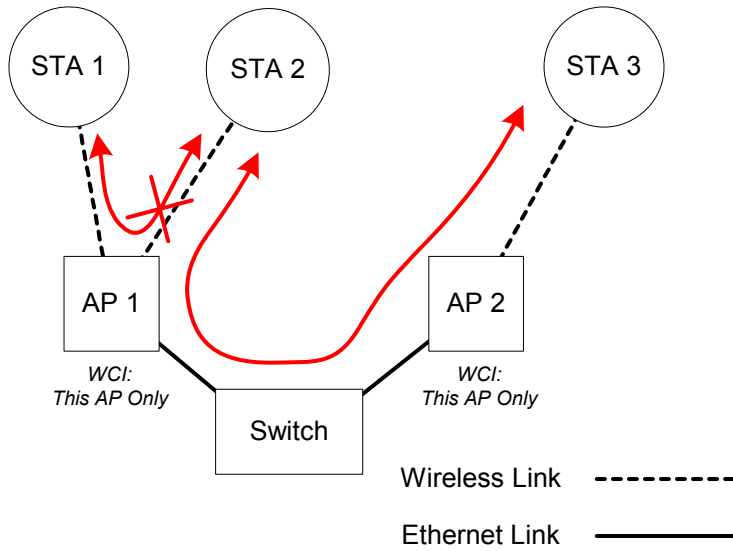 STA 1
STA 2
STA 3
AP 1
AP 2
WCI:
This AP Only
WCI:
This AP Only
Switch
Wireless Link
Ethernet Link